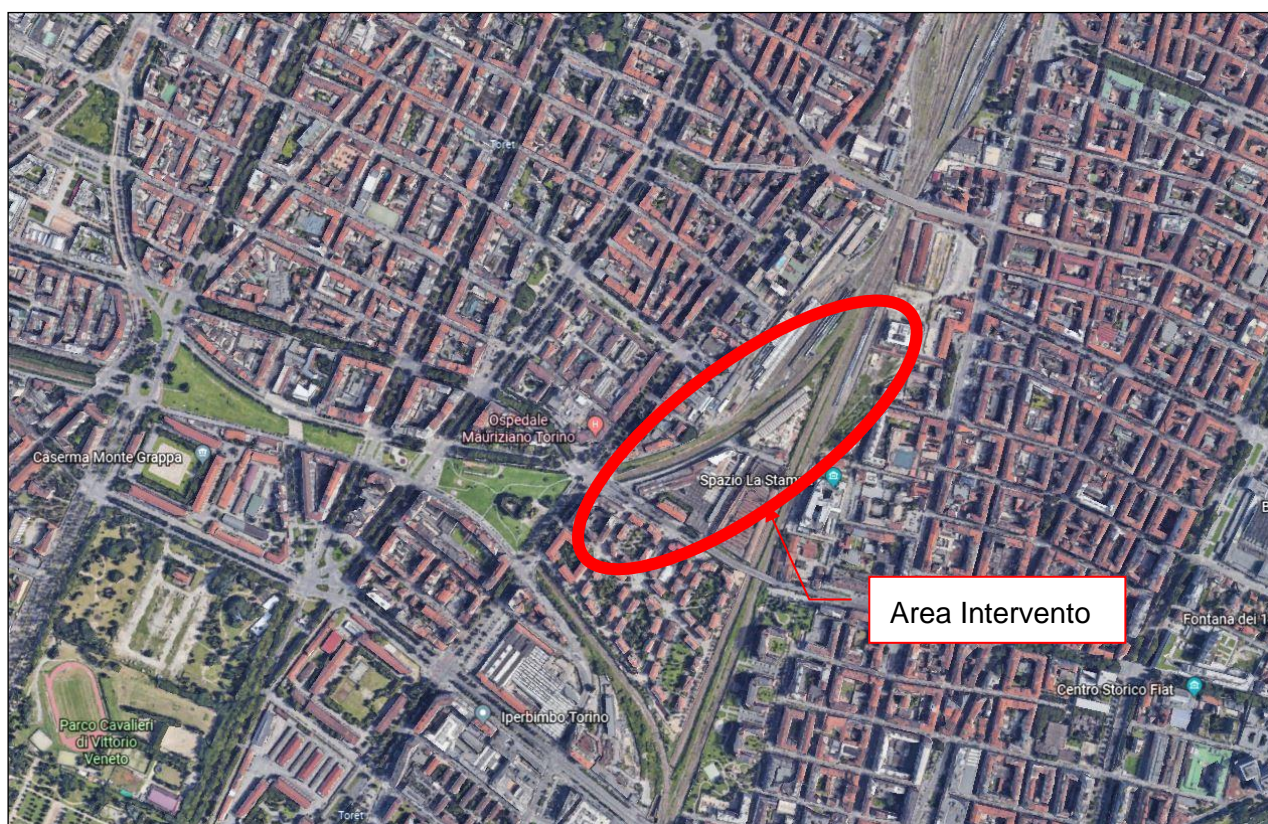 Toret
Ospedale
Mauriziano Torino
H
Caserma Monte Grappa
Spazio La Stam
Area Intervento
Fontana dei 1
Centro Storico Fiat
Iperbimbo Torino
Parco Cavalieri
di Vittorio
Veneto
Toret
B